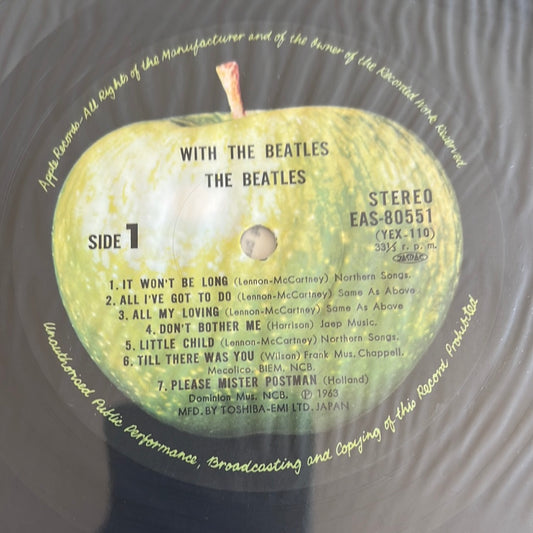 Apple Records—All Rights of the Manufacturer and of the Owner of the Recorded Work Reserved
WITH THE BEATLES
THE BEATLES
STEREO
EAS-80551
(YEX-110)
33⅓ r. p. m.
JASRAC
SIDE 1
1. IT WON'T BE LONG (Lennon-McCartney) Northern Songs.
2. ALL I'VE GOT TO DO (Lennon-McCartney) Same As Above
3. ALL MY LOVING (Lennon-McCartney) Same As Above
4. DON'T BOTHER ME (Harrison) Jaep Music.
5. LITTLE CHILD (Lennon-McCartney) Northern Songs.
6. TILL THERE WAS YOU (Wilson) Frank Mus. Chappell.
Mecolico. BIEM. NCB.
7. PLEASE MISTER POSTMAN (Holland)
Dominion Mus. NCB. ℗ 1963
MFD. BY TOSHIBA-EMI LTD. JAPAN
Unauthorised Public Performance, Broadcasting and Copying of this Record Prohibited